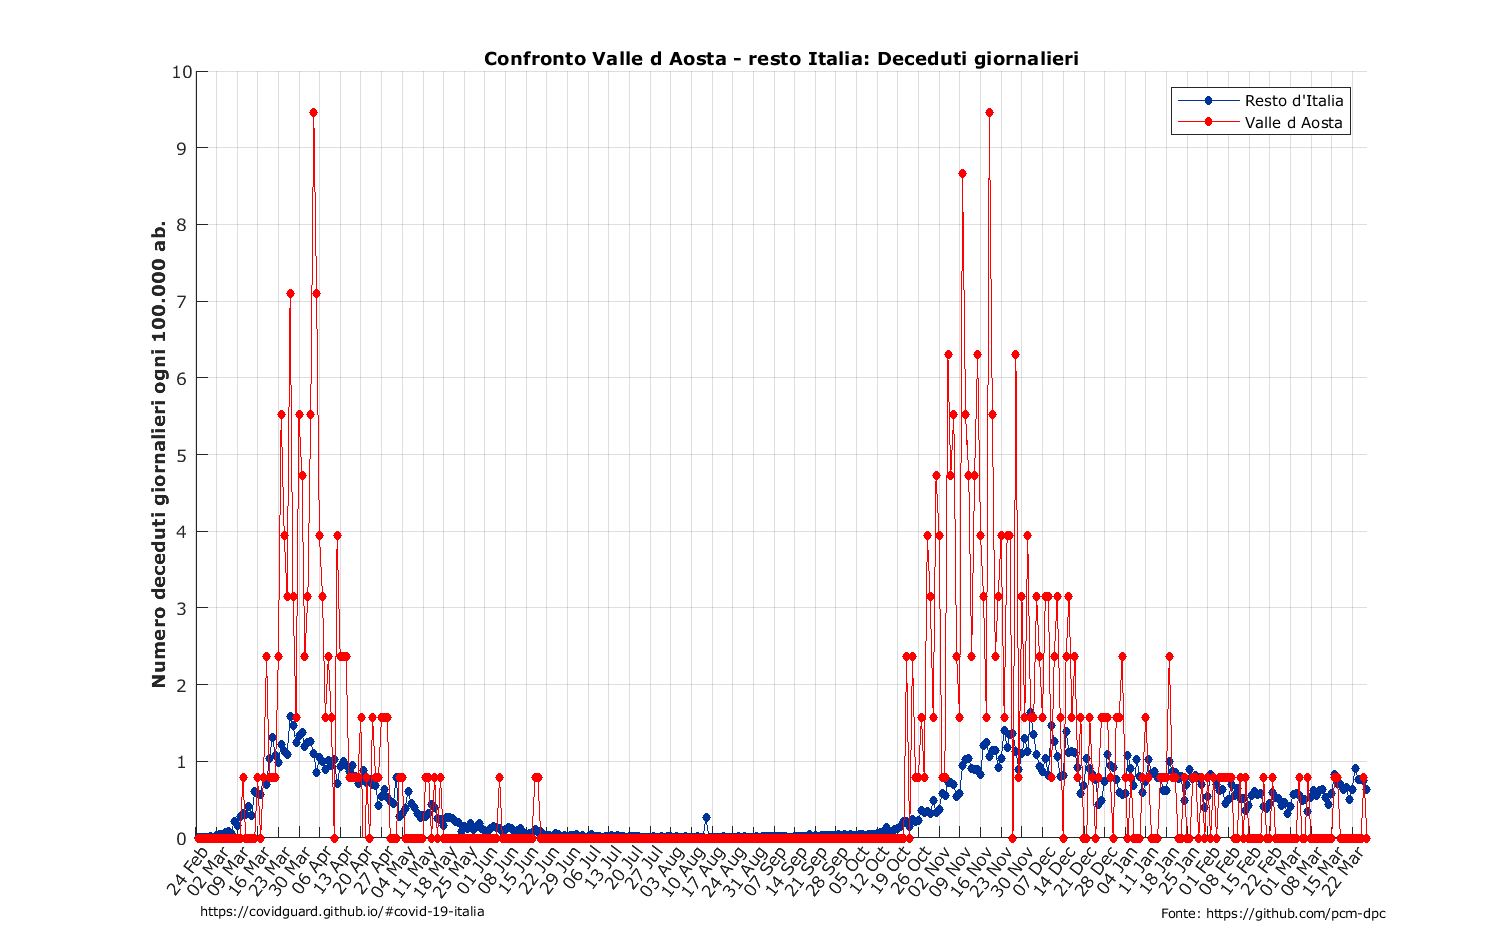 Confronto Valle d Aosta - resto Italia: Deceduti giornalieri
Numero deceduti giornalieri ogni 100.000 ab.
10
9
8
7
6
5
4
3
2
1
0
Resto d'Italia
Valle d Aosta
24 Feb
02 Mar
09 Mar
16 Mar
23 Mar
30 Mar
06 Apr
13 Apr
20 Apr
27 Apr
04 May
11 May
18 May
25 May
01 Jun
08 Jun
15 Jun
22 Jun
29 Jun
06 Jul
13 Jul
20 Jul
27 Jul
03 Aug
10 Aug
17 Aug
24 Aug
31 Aug
07 Sep
14 Sep
21 Sep
28 Sep
05 Oct
12 Oct
19 Oct
26 Oct
02 Nov
09 Nov
16 Nov
23 Nov
30 Nov
07 Dec
14 Dec
21 Dec
28 Dec
04 Jan
11 Jan
18 Jan
25 Jan
01 Feb
08 Feb
15 Feb
22 Feb
01 Mar
08 Mar
15 Mar
22 Mar
https://covidguard.github.io/#covid-19-italia
Fonte: https://github.com/pcm-dpc